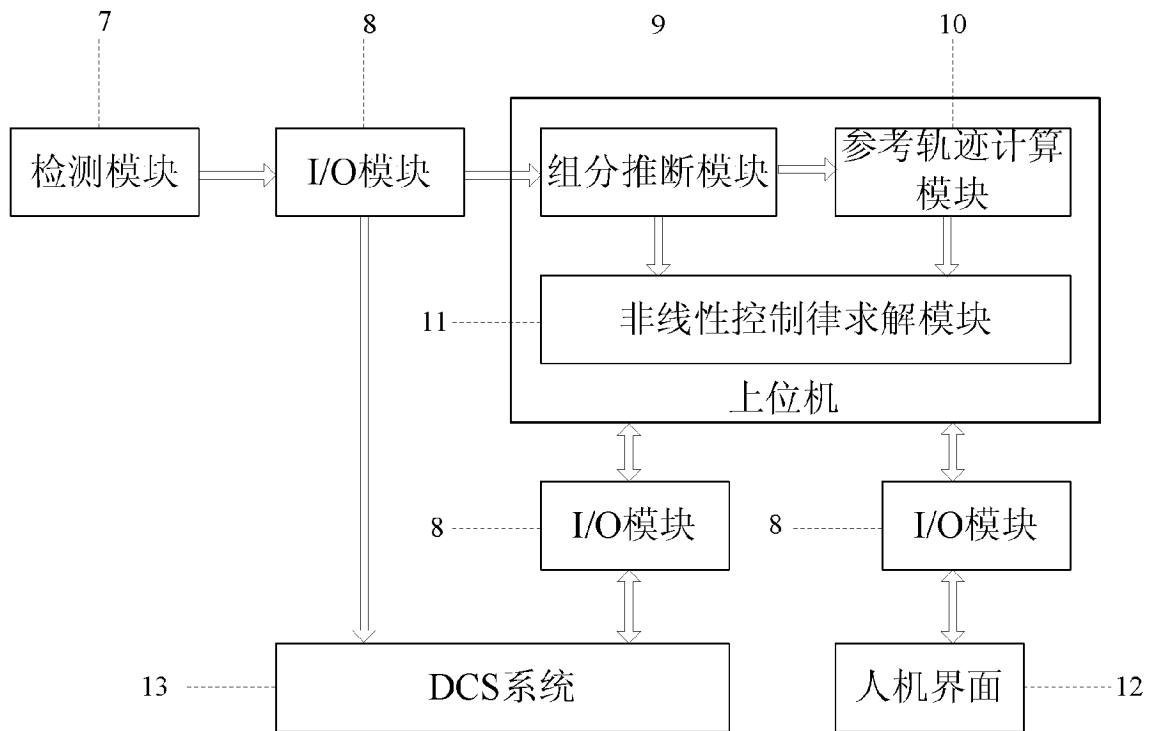 7
8
9
10
检测模块
I/O模块
组分推断模块
参考轨迹计算
模块
11
非线性控制律求解模块
上位机
8
I/O模块
8
I/O模块
13
DCS系统
人机界面
12